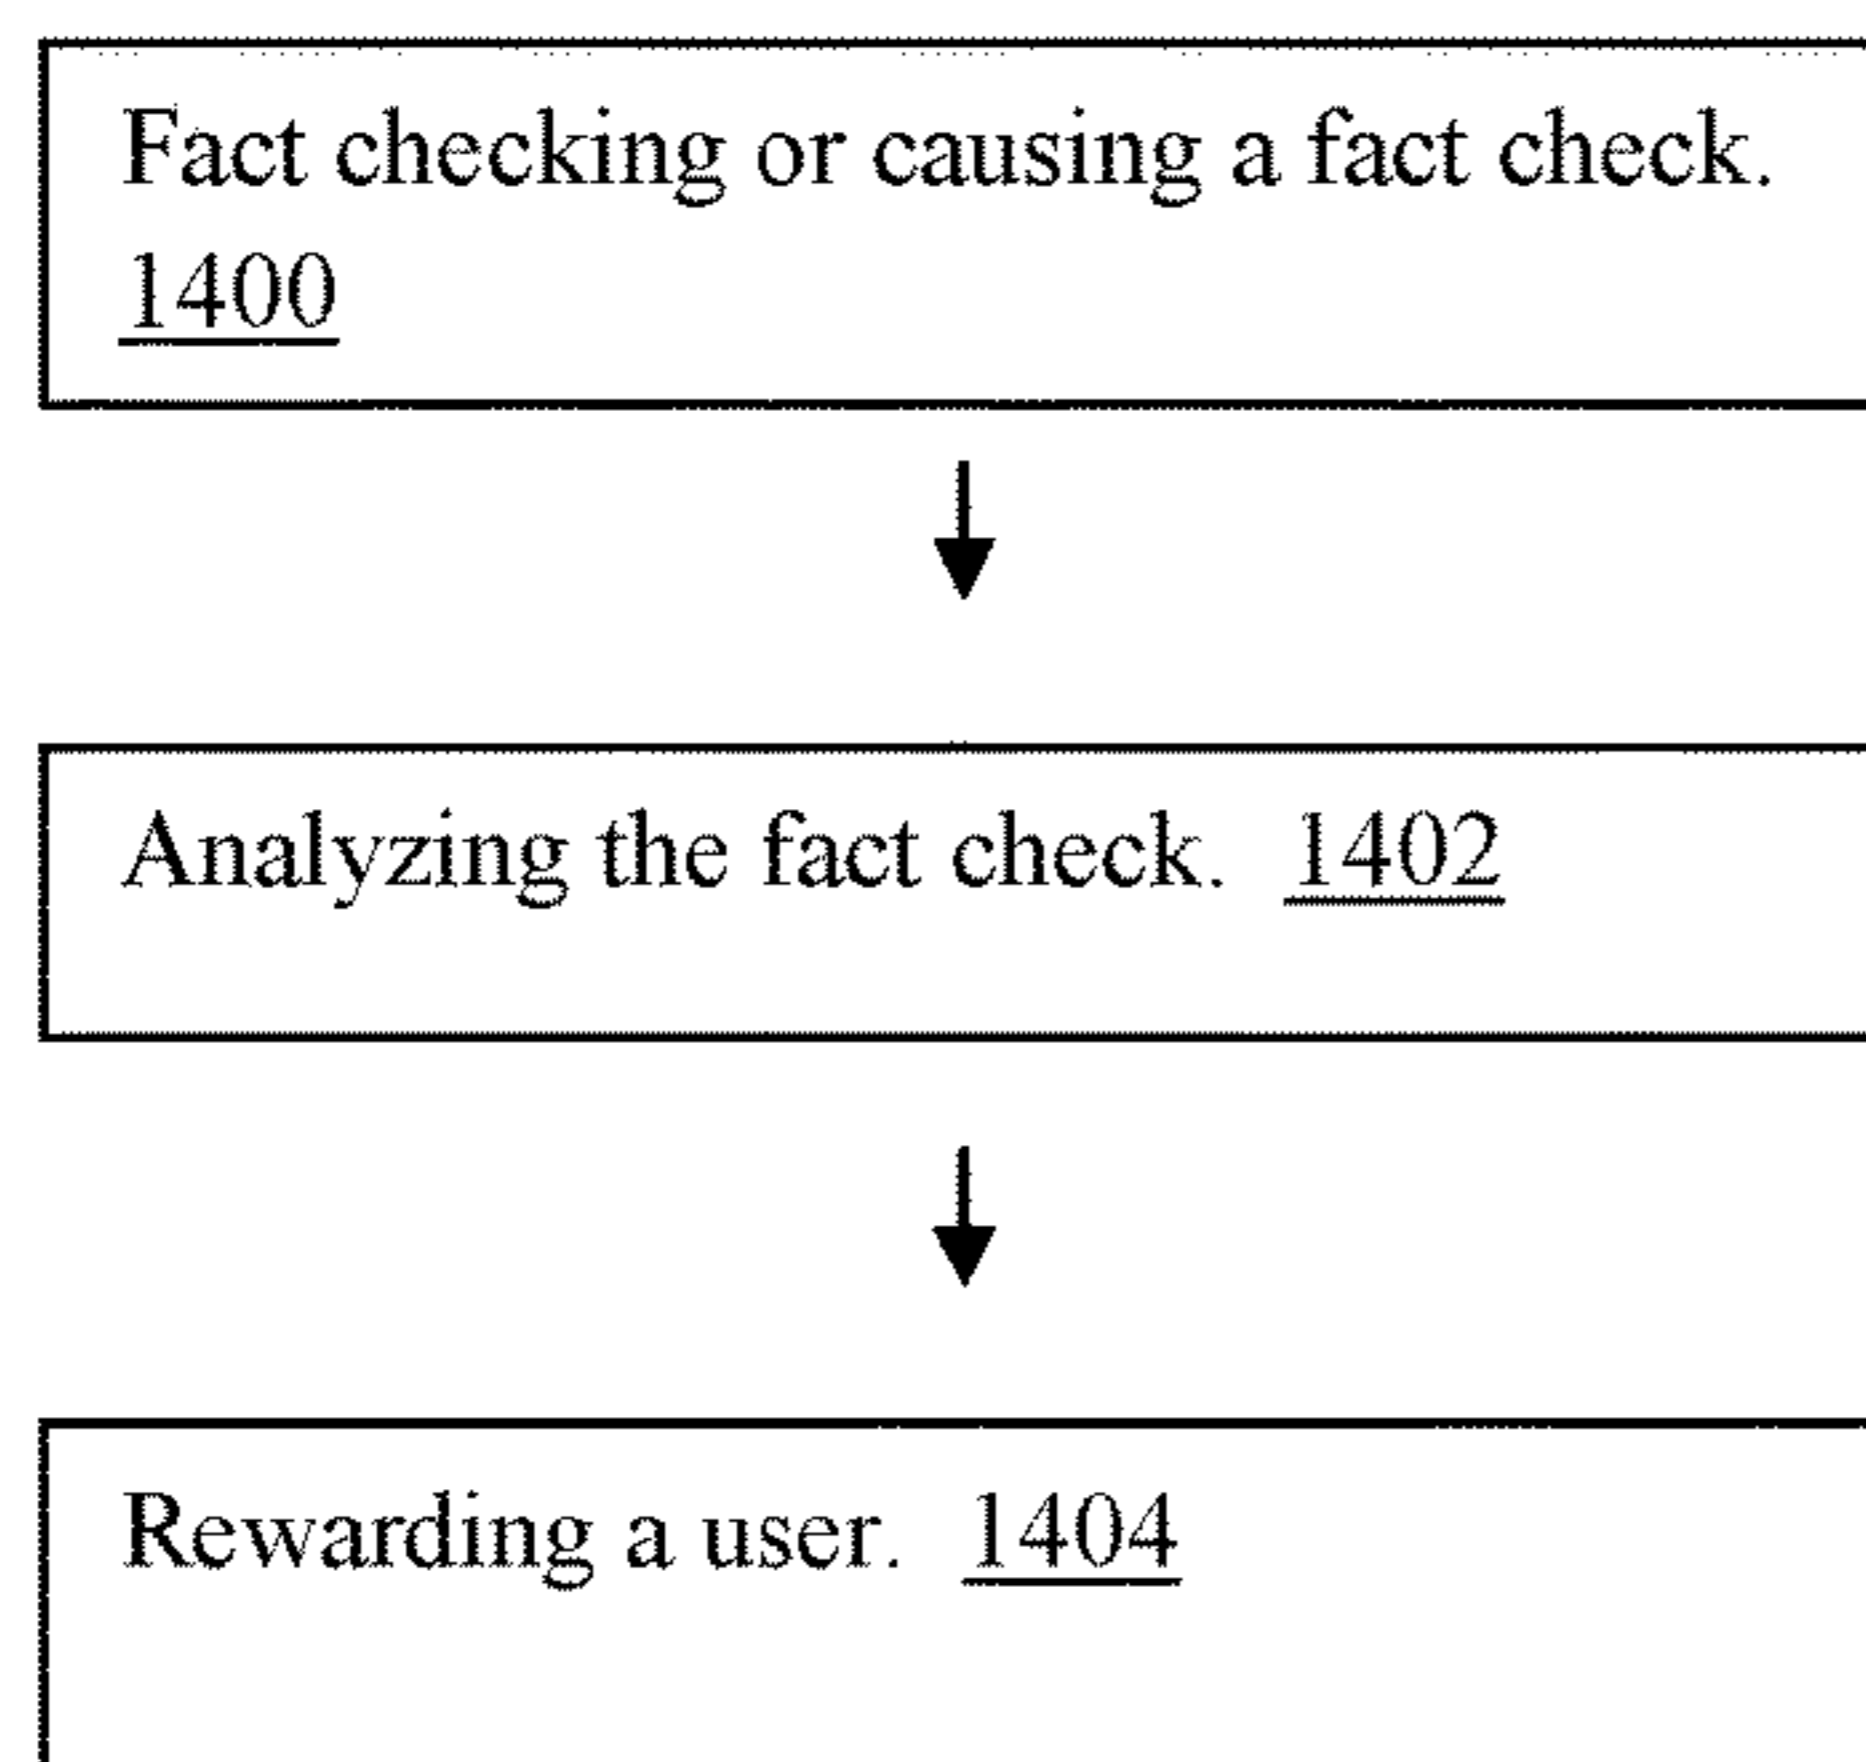 Fact checking or causing a fact check.
1400
Analyzing the fact check. 1402
Rewarding a user. 1404